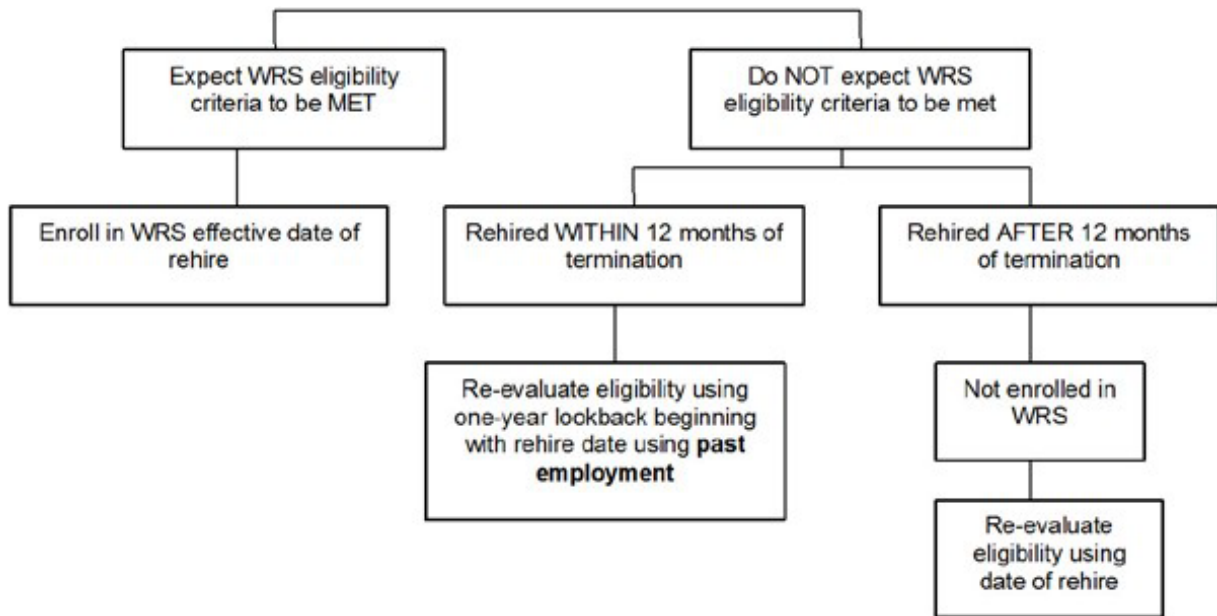 Expect WRS eligibility
criteria to be MET
Do NOT expect WRS
eligibility criteria to be met
Enroll in WRS effective date of
rehire
Rehired WITHIN 12 months of
termination
Rehired AFTER 12 months
of termination
Re-evaluate eligibility using
one-year lookback beginning
with rehire date using past
employment
Not enrolled in
WRS
Re-evaluate
eligibility using
date of rehire